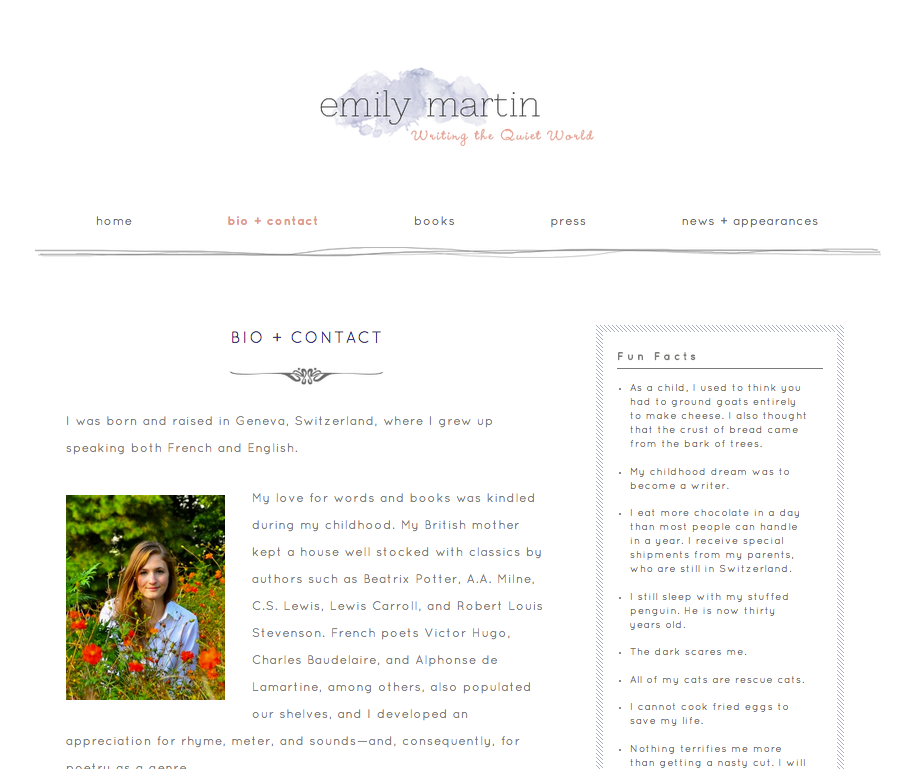 emily martin
Writing the Quiet World
home bio + contact books press news + appearances
BIO + CONTACT
I was born and raised in Geneva, Switzerland, where I grew up
speaking both French and English.
My love for words and books was kindled
during my childhood. My British mother
kept a house well stocked with classics by
authors such as Beatrix Potter, A.A. Milne,
C.S. Lewis, Lewis Carroll, and Robert Louis
Stevenson. French poets Victor Hugo,
Charles Baudelaire, and Alphonse de
Lamartine, among others, also populated
our shelves, and I developed an
appreciation for rhyme, meter, and sounds—and, consequently, for
poetry as a genre.
Fun Facts
• As a child, I used to think you
had to ground goats entirely
to make cheese. I also thought
that the crust of bread came
from the bark of trees.
• My childhood dream was to
become a writer.
• I eat more chocolate in a day
than most people can handle
in a year. I receive special
shipments from my parents,
who are still in Switzerland.
• I still sleep with my stuffed
penguin. He is now thirty
years old.
• The dark scares me.
• All of my cats are rescue cats.
• I cannot cook fried eggs to
save my life.
• Nothing terrifies me more
than getting a nasty cut. I will